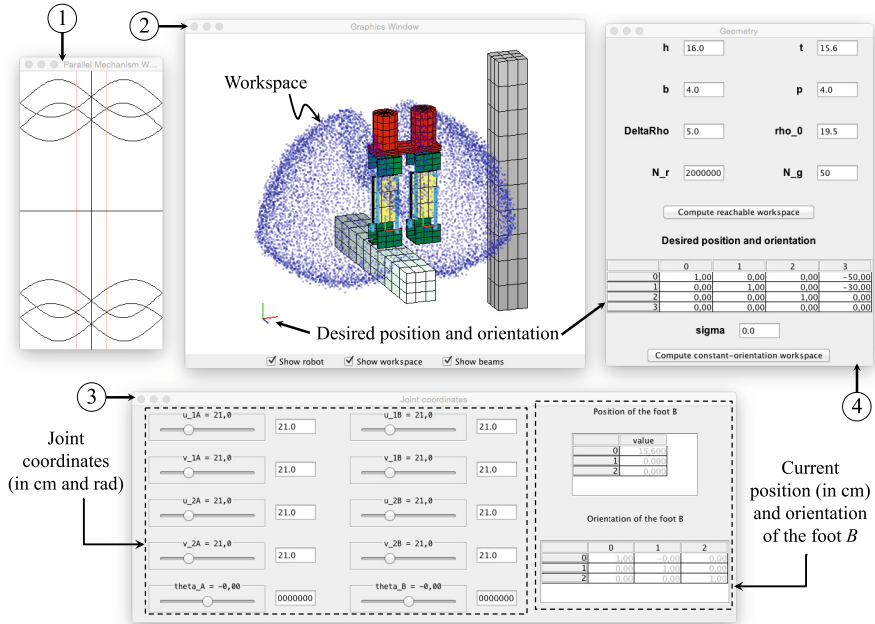 1
Parallel Mechanism W...
2
Graphics Window
Workspace
Desired position and orientation
Show robot
Show workspace
Show beams
Geometry
h 16.0 t 15.6
b 4.0 p 4.0
DeltaRho 5.0 rho_0 19.5
N_r 2000000 N_g 50
Compute reachable workspace
Desired position and orientation
0 1 2 3
0 1,00 0,00 0,00 -50,00
1 0,00 1,00 0,00 -30,00
2 0,00 0,00 1,00 0,00
3 0,00 0,00 0,00 0,00
sigma 0.0
Compute constant-orientation workspace
4
3
Joint coordinates
Joint
coordinates
(in cm and rad)
u_1A = 21,0 21.0 u_1B = 21,0 21.0
v_1A = 21,0 21.0 v_1B = 21,0 21.0
u_2A = 21,0 21.0 u_2B = 21,0 21.0
v_2A = 21,0 21.0 v_2B = 21,0 21.0
theta_A = -0,00 0000000 theta_B = -0,00 0000000
Position of the foot B
value
0 15,600
1 0,000
2 0,000
Orientation of the foot B
0 1 2
0 1,00 -0,00 0,00
1 0,00 1,00 0,00
2 0,00 0,00 1,00
Current
position (in cm)
and orientation
of the foot B